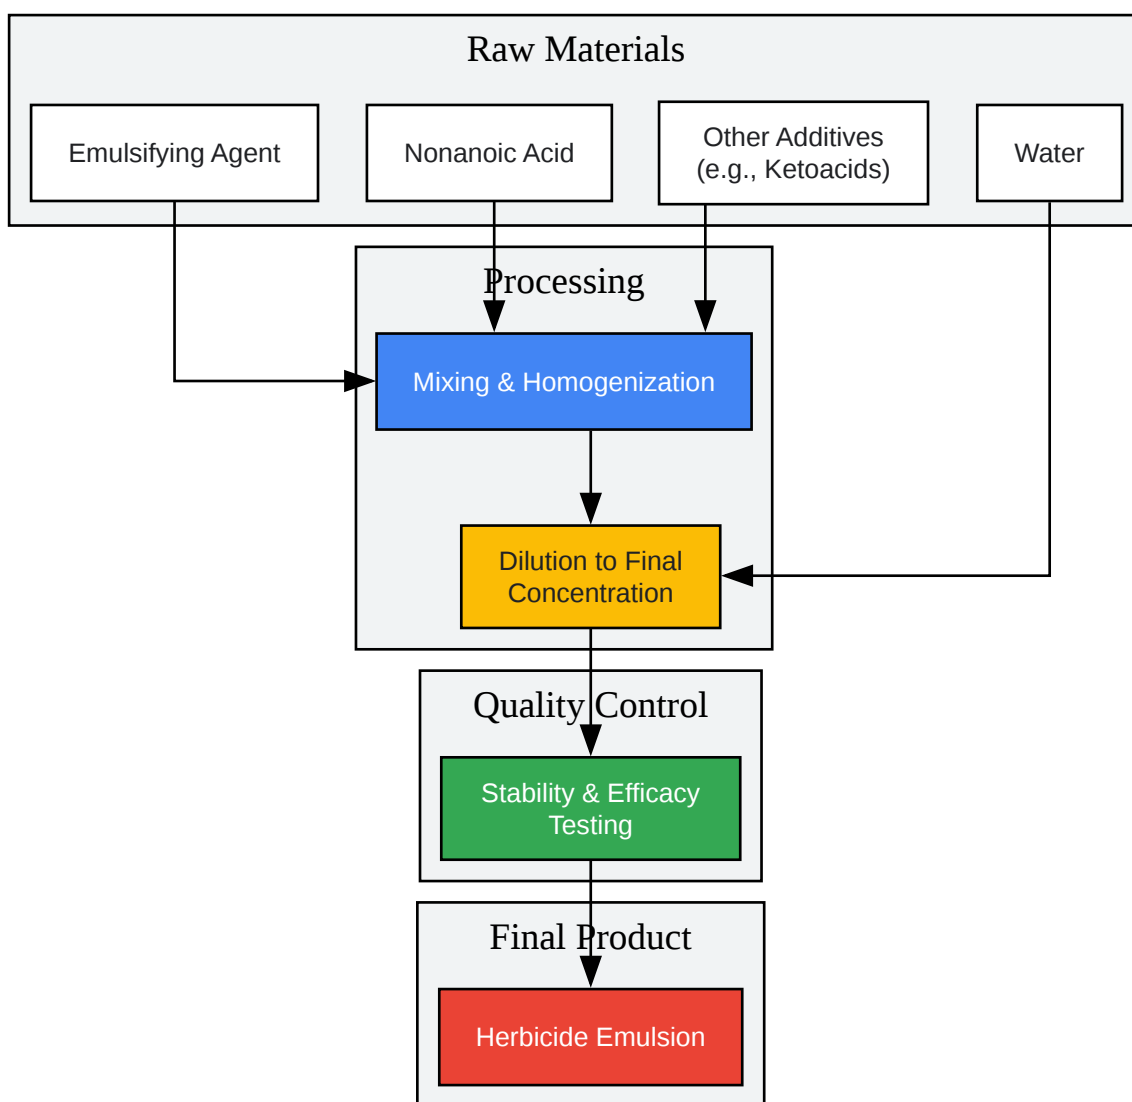 Raw Materials
Emulsifying Agent
Nonanoic Acid
Other Additives
(e.g., Ketoacids)
Water
Processing
Mixing & Homogenization
Dilution to Final
Concentration
Quality Control
Stability & Efficacy
Testing
Final Product
Herbicide Emulsion